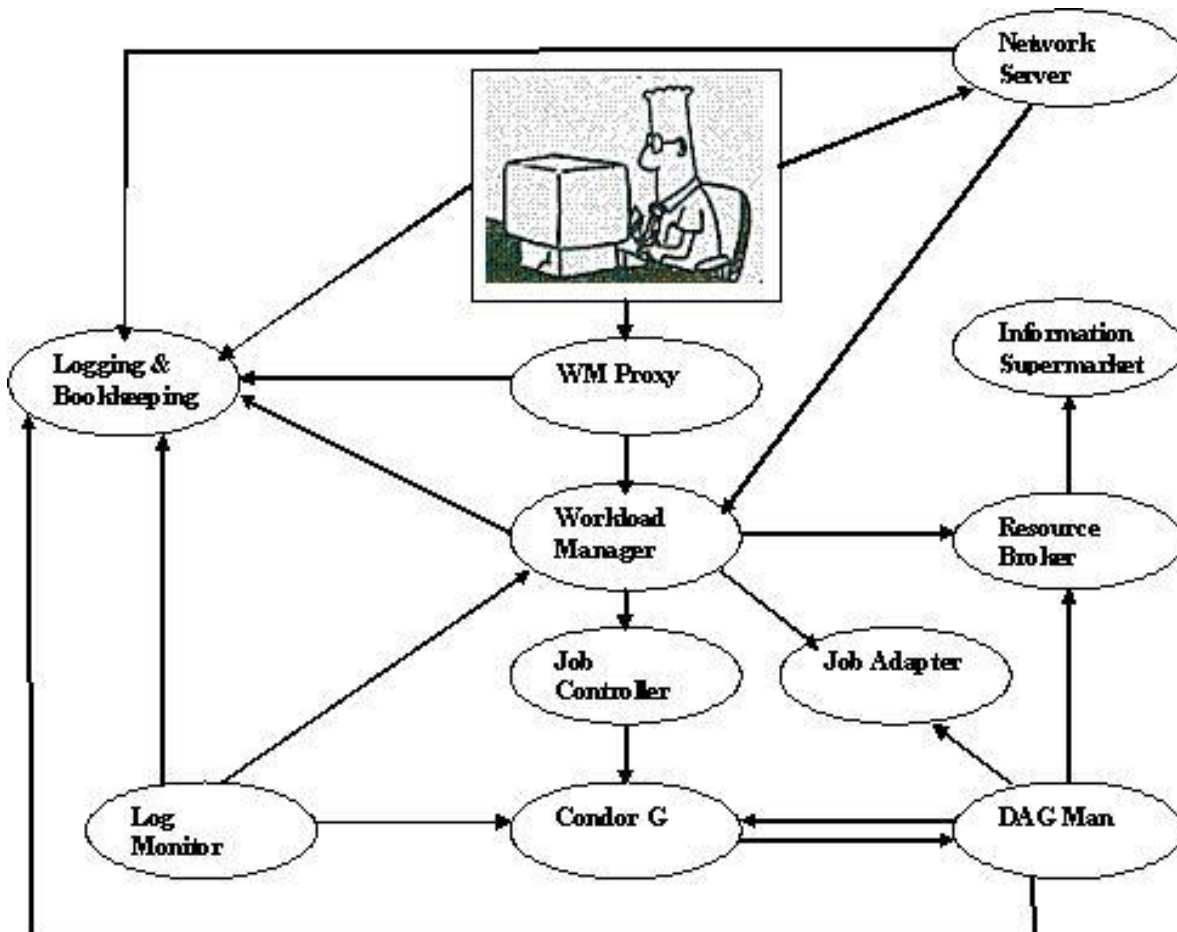 Network
Server
Information
Supermarket
Logging &
Bookkeeping
WM Proxy
Workload
Manager
Resource
Broker
Job
Controller
Job Adapter
Log
Monitor
Condor G
DAG Man